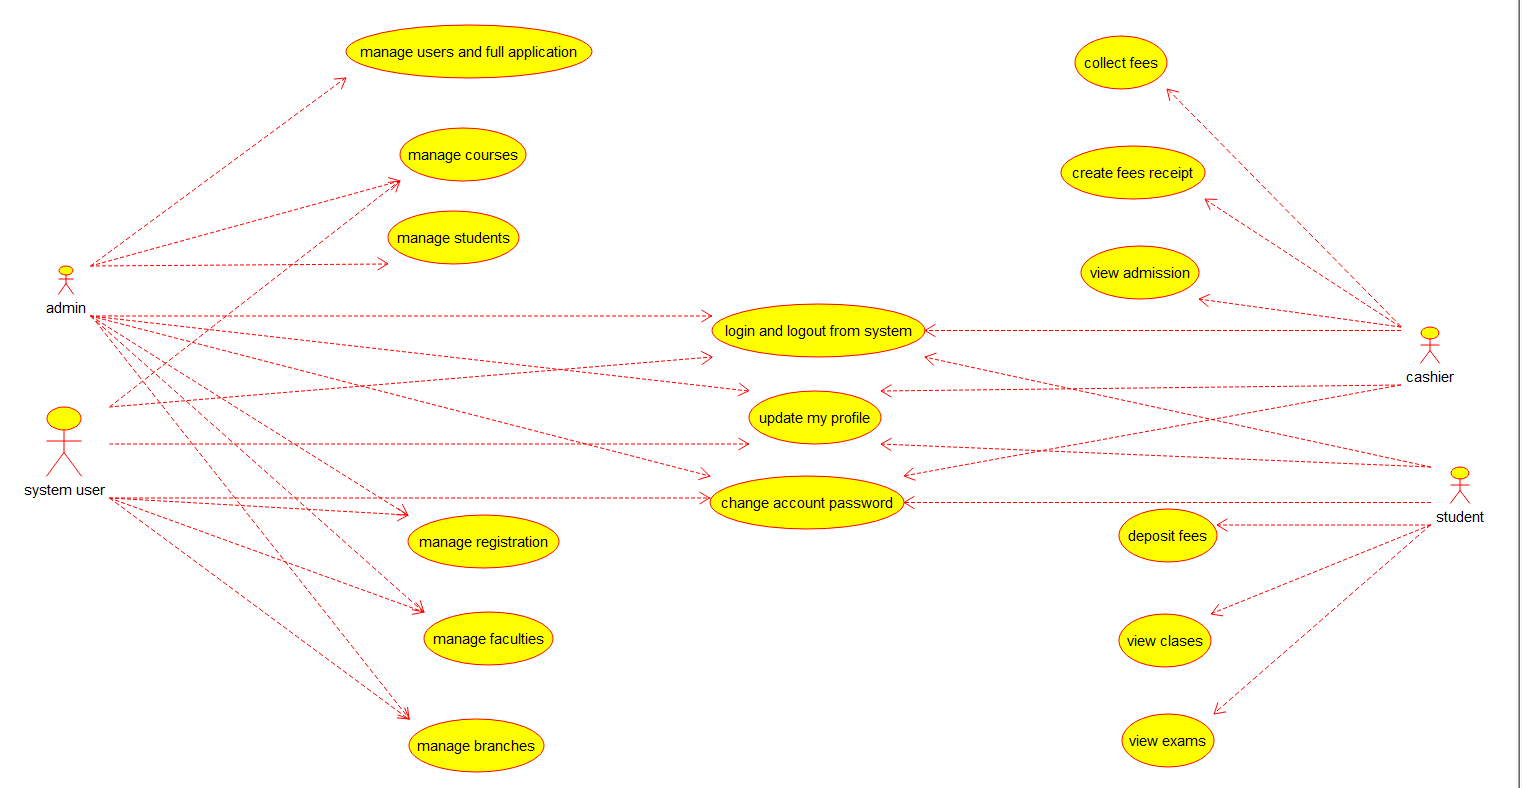 manage users and full application
collect fees
manage courses
create fees receipt
manage students
view admission
admin
login and logout from system
cashier
update my profile
system user
change account password
student
manage registration
deposit fees
manage faculties
view clases
manage branches
view exams